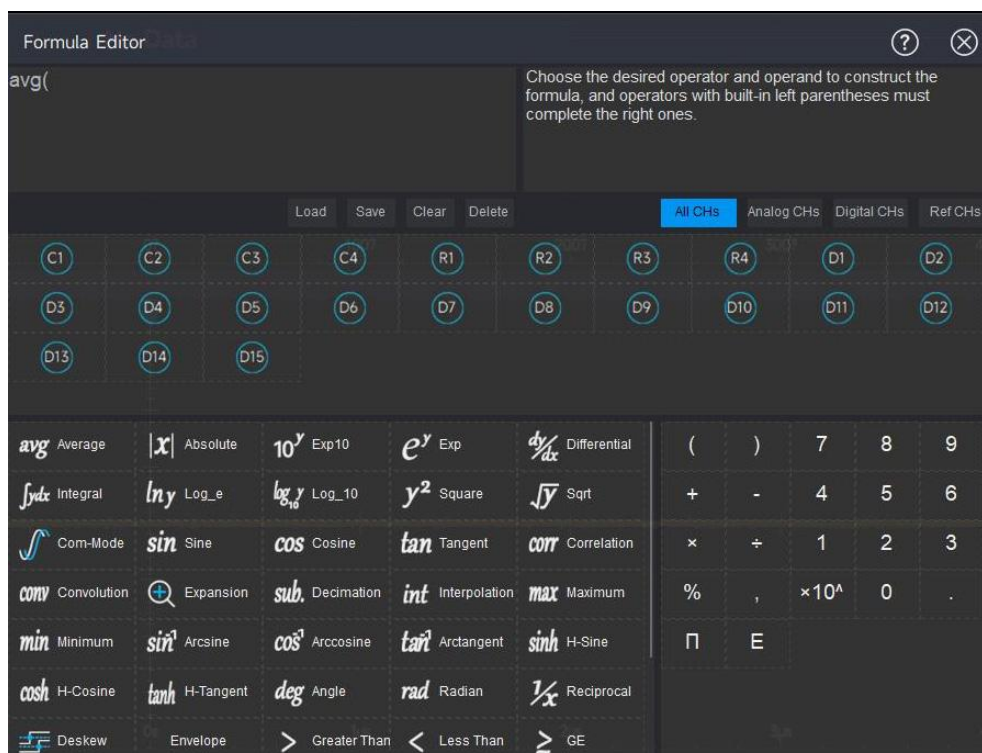 Formula Editor
avg(
Choose the desired operator and operand to construct the
formula, and operators with built-in left parentheses must
complete the right ones.
Load Save Clear Delete All CHs Analog CHs Digital CHs Ref CHs
C1 C2 C3 C4 R1 R2 R3 R4 D1 D2
D3 D4 D5 D6 D7 D8 D9 D10 D11 D12
D13 D14 D15
avg Average |x| Absolute 10^y Exp10 e^y Exp dy/dx Differential ( ) 7 8 9
∫ydx Integral ln y Log_e log₁₀ y Log_10 y² Square √y Sqrt + - 4 5 6
Com-Mode sin Sine cos Cosine tan Tangent corr Correlation × ÷ 1 2 3
conv Convolution Expansion sub. Decimation int Interpolation max Maximum % , ×10^ 0 .
min Minimum sin⁻¹ Arcsine cos⁻¹ Arccosine tan⁻¹ Arctangent sinh H-Sine Π E
cosh H-Cosine tanh H-Tangent deg Angle rad Radian 1/x Reciprocal
Deskew Envelope > Greater Than < Less Than ≥ GE